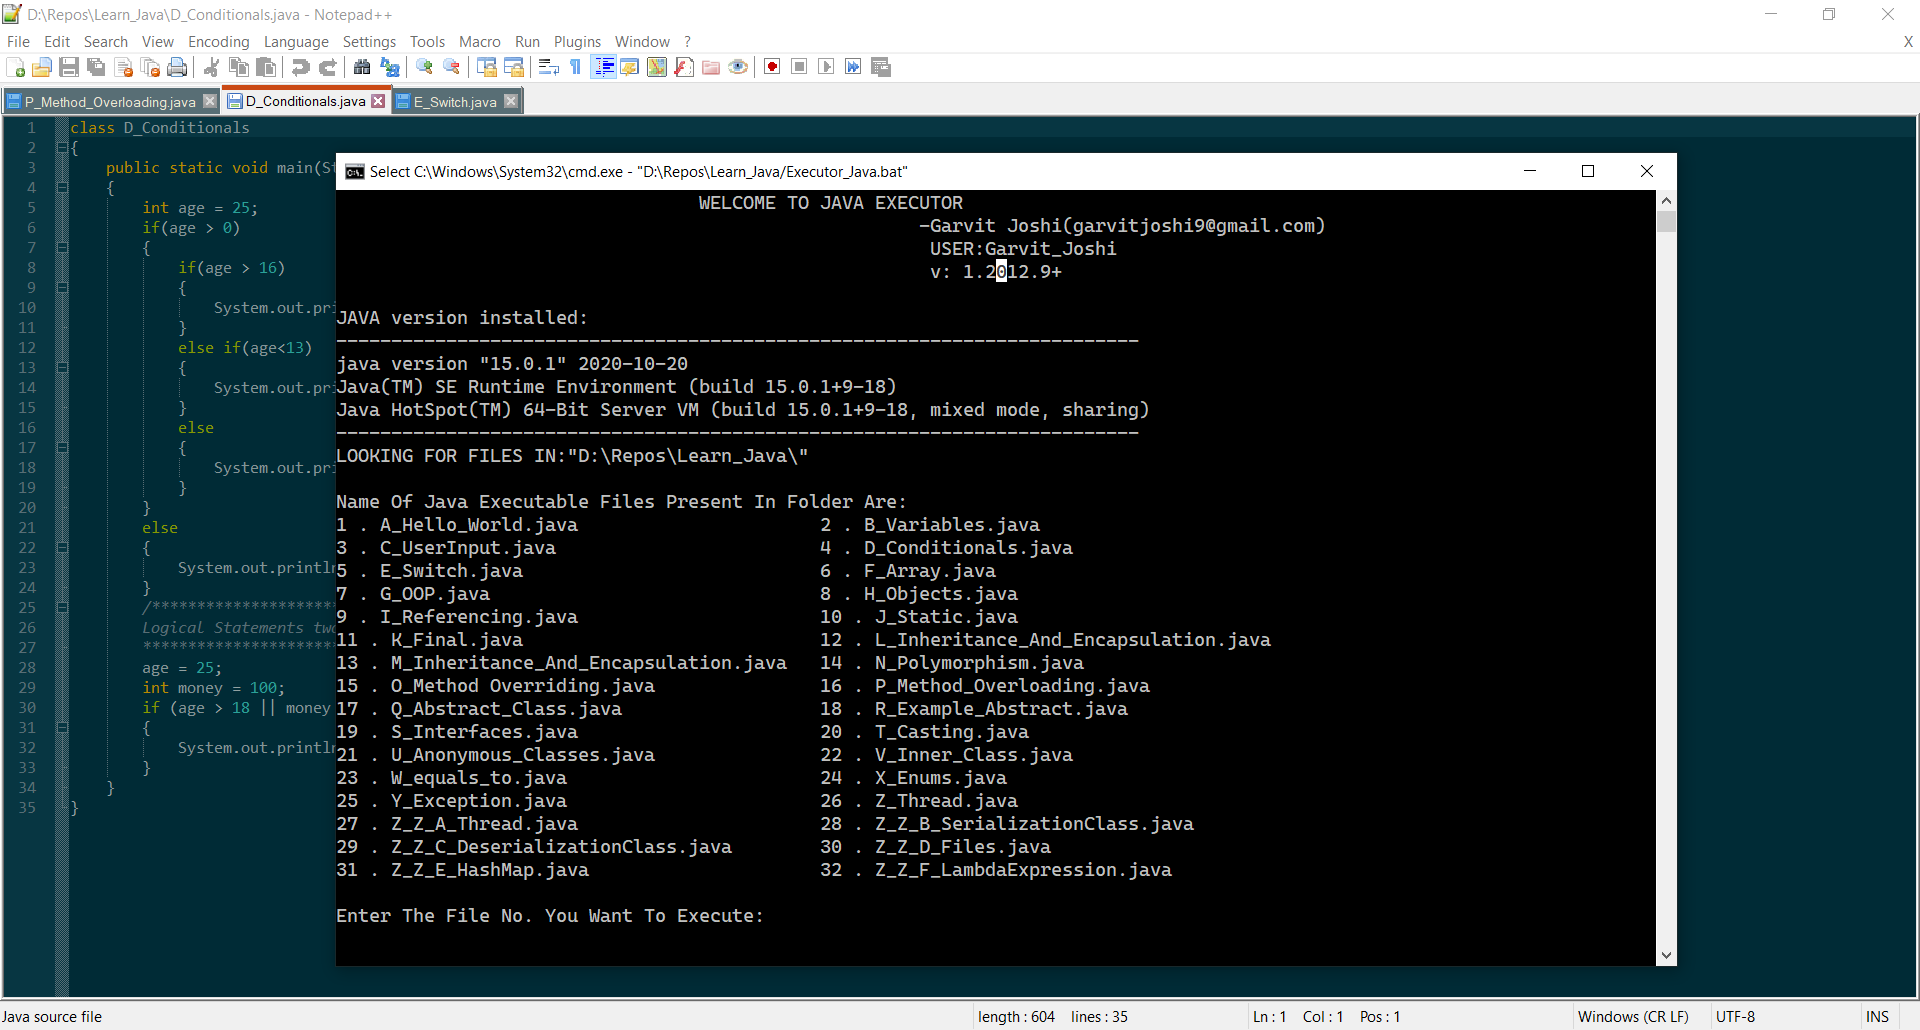 D:\Repos\Learn_Java\D_Conditionals.java - Notepad++
File Edit Search View Encoding Language Settings Tools Macro Run Plugins Window ? X
P_Method_Overloading.java D_Conditionals.java E_Switch.java
1 class D_Conditionals
2 {
3 public static void main(St
4 {
5 int age = 25;
6 if(age > 0)
7 {
8 if(age > 16)
9 {
10 System.out.pri
11 }
12 else if(age<13)
13 {
14 System.out.pri
15 }
16 else
17 {
18 System.out.pri
19 }
20 }
21 else
22 {
23 System.out.println
24 }
25 /*********************
26 Logical Statements two
27 **********************
28 age = 25;
29 int money = 100;
30 if (age > 18 || money
31 {
32 System.out.println
33 }
34 }
35 }
Select C:\Windows\System32\cmd.exe - "D:\Repos\Learn_Java/Executor_Java.bat"
WELCOME TO JAVA EXECUTOR
-Garvit Joshi(garvitjoshi9@gmail.com)
USER:Garvit_Joshi
v: 1.2012.9+
JAVA version installed:
-------------------------------------------------------------------------
java version "15.0.1" 2020-10-20
Java(TM) SE Runtime Environment (build 15.0.1+9-18)
Java HotSpot(TM) 64-Bit Server VM (build 15.0.1+9-18, mixed mode, sharing)
-------------------------------------------------------------------------
LOOKING FOR FILES IN:"D:\Repos\Learn_Java\"
Name Of Java Executable Files Present In Folder Are:
1 . A_Hello_World.java 2 . B_Variables.java
3 . C_UserInput.java 4 . D_Conditionals.java
5 . E_Switch.java 6 . F_Array.java
7 . G_OOP.java 8 . H_Objects.java
9 . I_Referencing.java 10 . J_Static.java
11 . K_Final.java 12 . L_Inheritance_And_Encapsulation.java
13 . M_Inheritance_And_Encapsulation.java 14 . N_Polymorphism.java
15 . O_Method Overriding.java 16 . P_Method_Overloading.java
17 . Q_Abstract_Class.java 18 . R_Example_Abstract.java
19 . S_Interfaces.java 20 . T_Casting.java
21 . U_Anonymous_Classes.java 22 . V_Inner_Class.java
23 . W_equals_to.java 24 . X_Enums.java
25 . Y_Exception.java 26 . Z_Thread.java
27 . Z_Z_A_Thread.java 28 . Z_Z_B_SerializationClass.java
29 . Z_Z_C_DeserializationClass.java 30 . Z_Z_D_Files.java
31 . Z_Z_E_HashMap.java 32 . Z_Z_F_LambdaExpression.java
Enter The File No. You Want To Execute:
Java source file length : 604 lines : 35 Ln : 1 Col : 1 Pos : 1 Windows (CR LF) UTF-8 INS